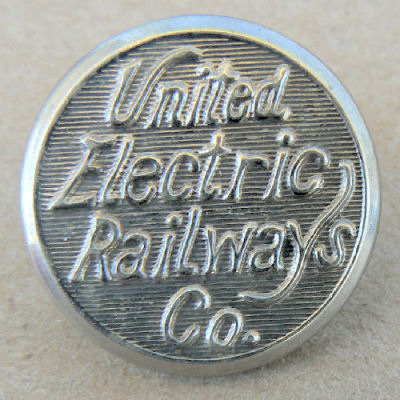 United
Electric
Railways
Co.